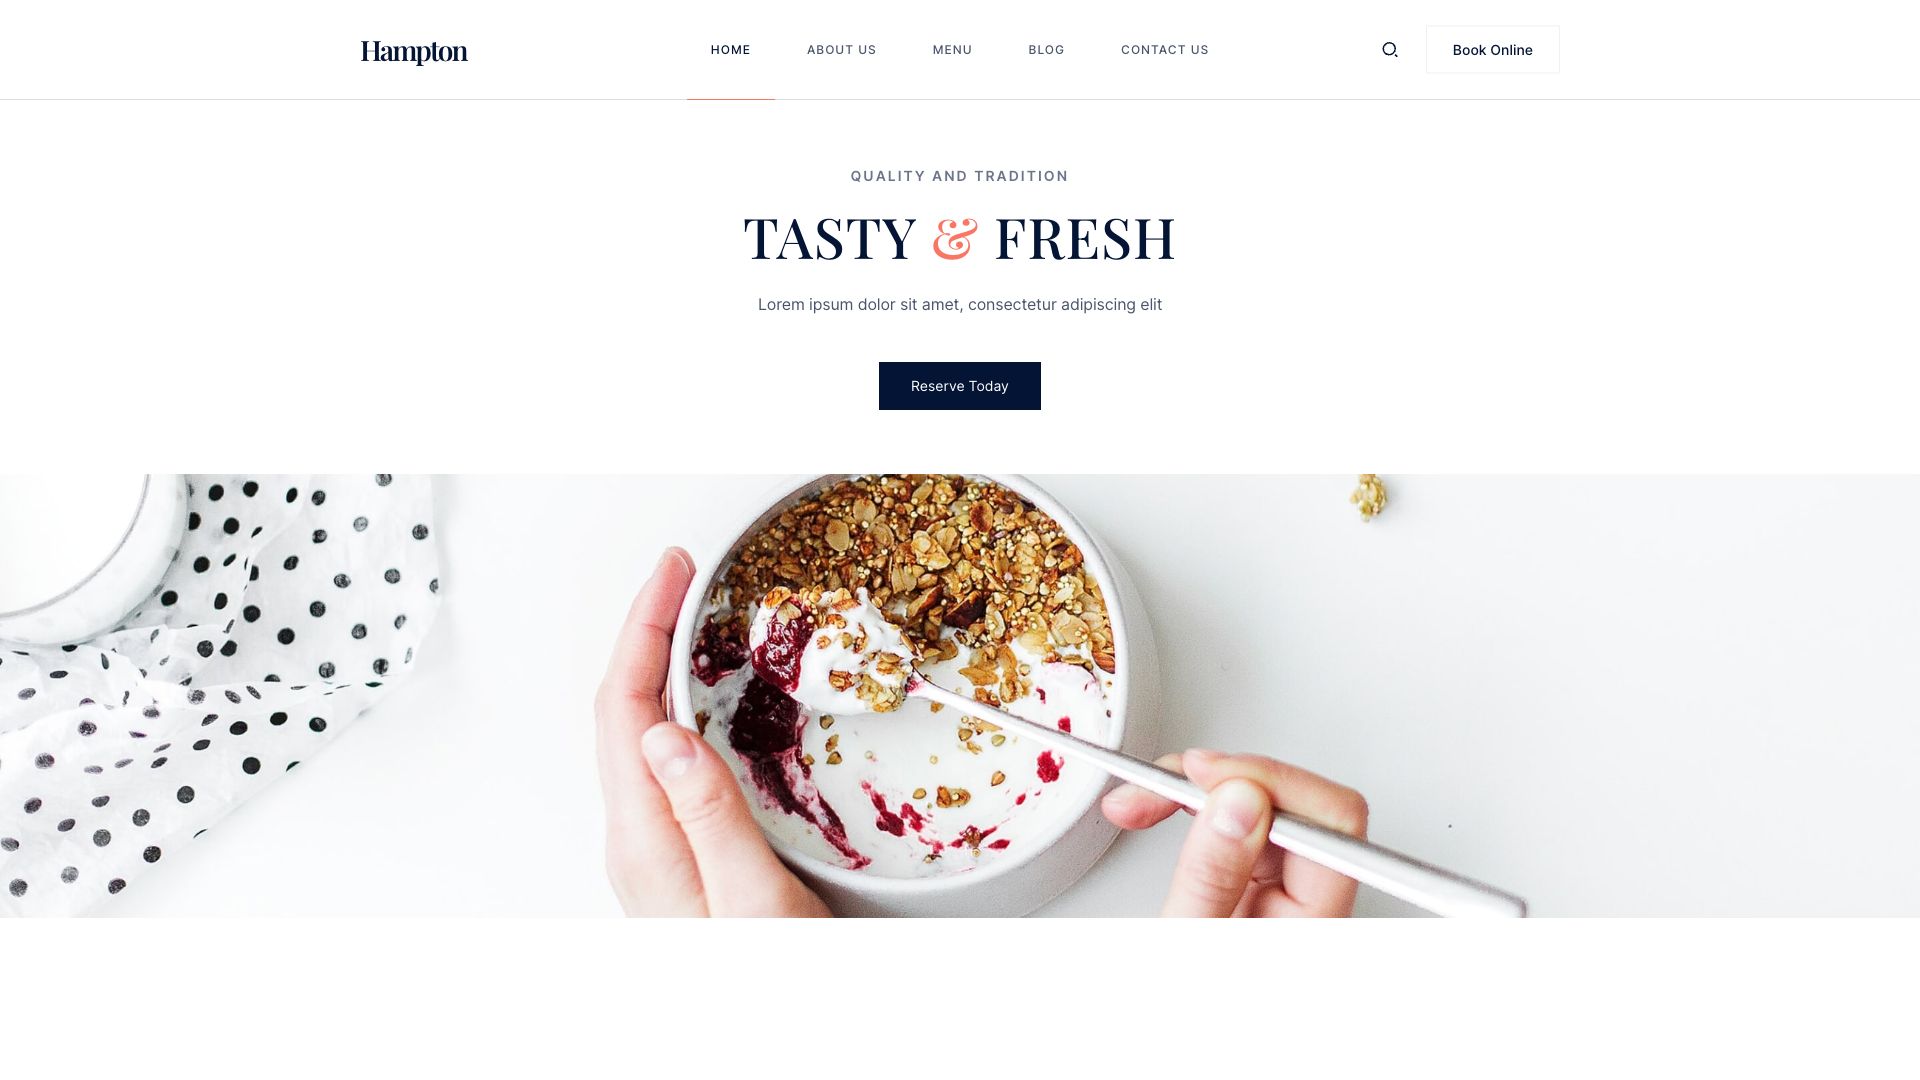 Hampton
HOME
ABOUT US
MENU
BLOG
CONTACT US
Book Online
QUALITY AND TRADITION
TASTY & FRESH
Lorem ipsum dolor sit amet, consectetur adipiscing elit
Reserve Today